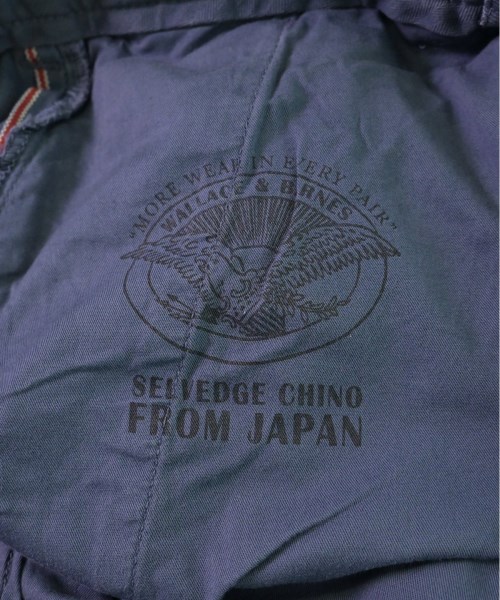 "MORE WEAR IN EVERY PAIR"
WALLACE & BARNES
SELVEDGE CHINO
FROM JAPAN